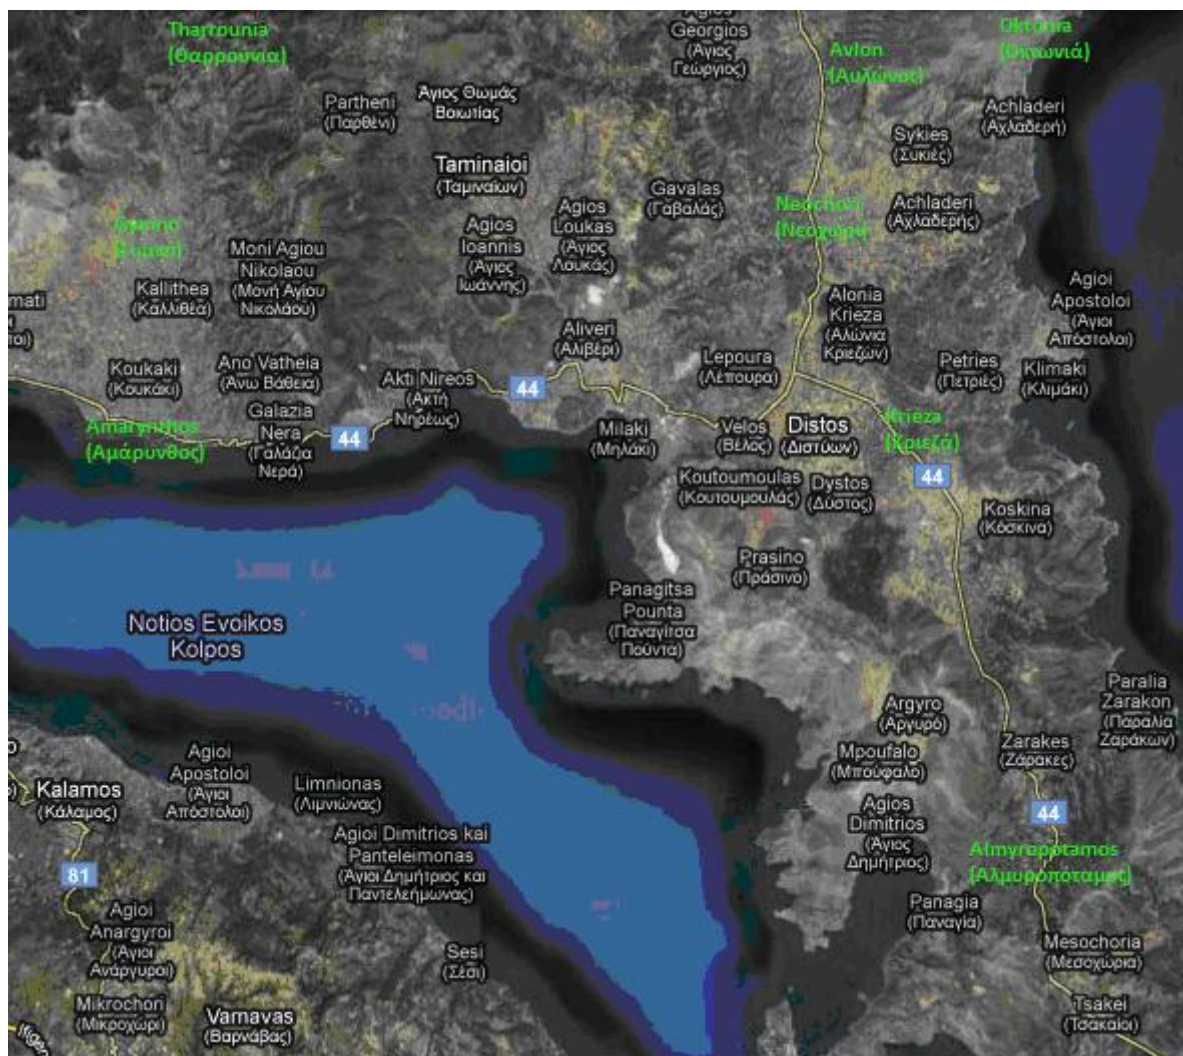 Tharrounia
(Θαρρουνια)
Georgios
(Άγιος
Γεώργιος)
Avlon
(Αυλώνος)
Oktonia
(Οκτωνιά)
Partheni
(Παρθένι)
Άγιος Θωμάς
Βοιωτίας
Achladeri
(Αχλαδερή)
Sykies
(Συκιές)
Taminaioi
(Ταμιναίων)
Gavalas
(Γαβαλάς)
Neochori
(Νεοχώρι)
Achladeri
(Αχλαδερής)
Agios
Ioannis
(Άγιος
Ιωάννης)
Agios
Loukas
(Άγιος
Λουκάς)
Moni Agiou
Nikolaou
(Μονή Αγίου
Νικολάου)
Kallithea
(Καλλιθέα)
mati
Alonia
Krieza
(Αλώνια
Κριεζών)
Agioi
Apostoloi
(Άγιοι
Απόστολοι)
Aliveri
(Αλιβέρι)
Lepoura
(Λέπουρα)
Petries
(Πετριές)
Klimaki
(Κλιμάκι)
Koukaki
(Κουκάκι)
Ano Vatheia
(Άνω Βάθεια)
Akti Nireos
(Ακτή
Νηρέως)
44
Amarynthos
(Αμάρυνθος)
Galazia
Nera
(Γαλάζια
Νερά)
44
Milaki
(Μηλάκι)
Velos
(Βέλος)
Distos
(Διστύων)
Krieza
(Κριεζά)
44
Koutoumoulas
(Κουτουμουλάς)
Dystos
(Δύστος)
Koskina
(Κόσκινα)
Prasino
(Πράσινο)
Panagitsa
Pounta
(Παναγίτσα
Πούντα)
Notios Evoikos
Kolpos
Argyro
(Αργυρό)
Paralia
Zarakon
(Παραλία
Ζαράκων)
Mpoufalo
(Μπούφαλο)
Zarakes
(Ζάρακες)
Agioi
Apostoloi
(Άγιοι
Απόστολοι)
Limnionas
(Λιμνιώνας)
Kalamos
(Κάλαμος)
Agios
Dimitrios
(Άγιος
Δημήτριος)
44
Agioi Dimitrios kai
Panteleimonas
(Άγιοι Δημήτριος και
Παντελεήμωνας)
Almyropotamos
(Αλμυροπόταμος)
81
Agioi
Anargyroi
(Άγιοι
Ανάργυροι)
Panagia
(Παναγία)
Sesi
(Σέσι)
Mesochoria
(Μεσοχώρια)
Mikrochori
(Μικροχώρι)
Varnavas
(Βαρνάβας)
Tsakei
(Τσακαίοι)